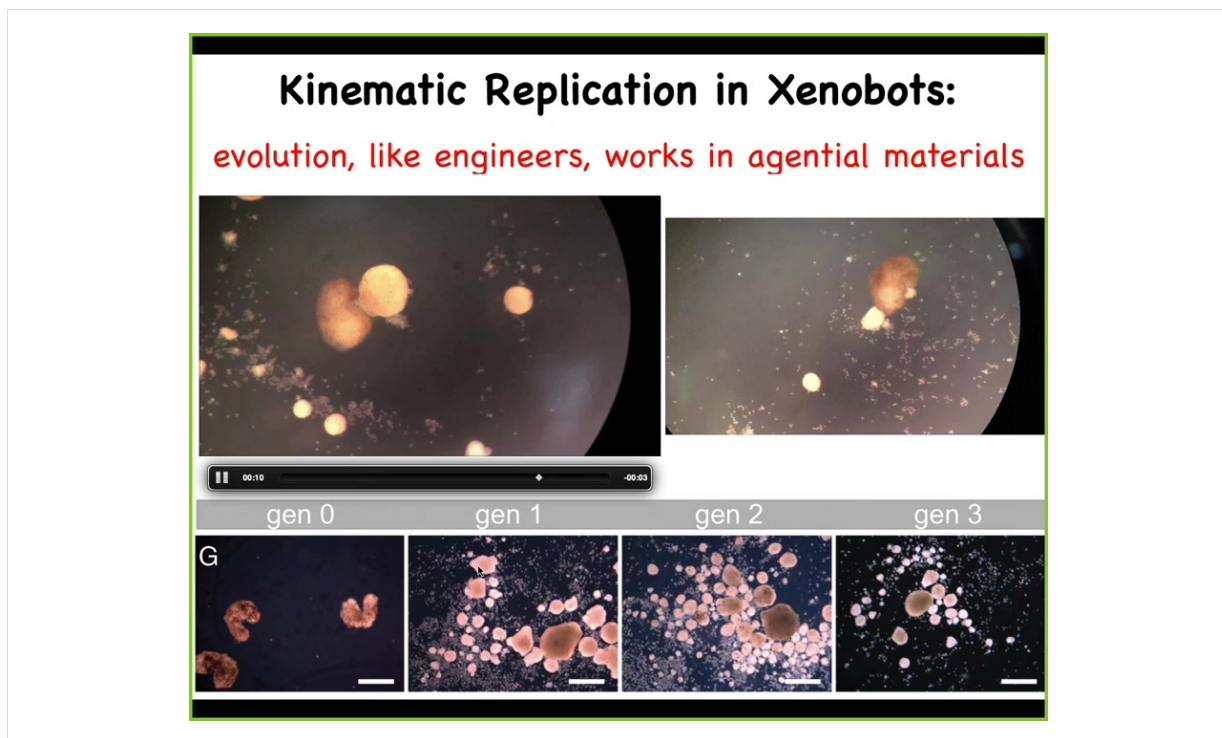 Kinematic Replication in Xenobots:
evolution, like engineers, works in agential materials
00:10
-00:03
gen 0
gen 1
gen 2
gen 3
G